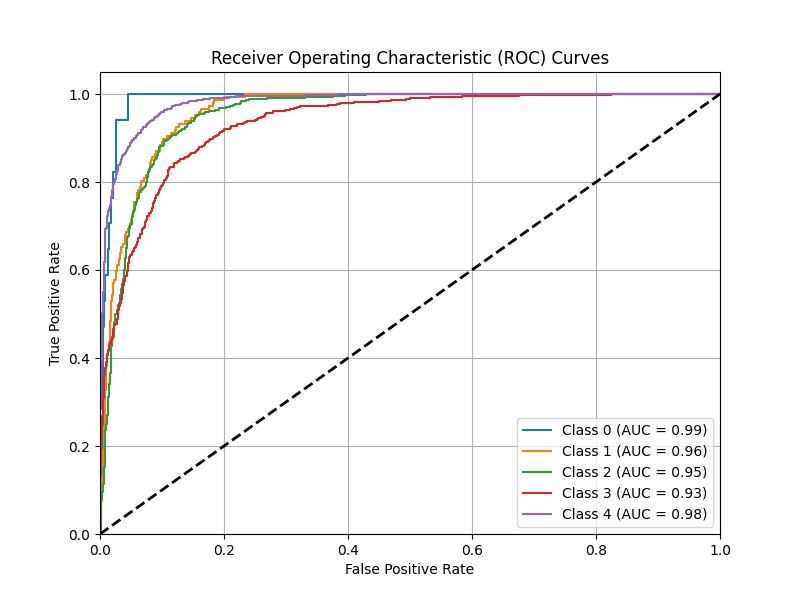 Receiver Operating Characteristic (ROC) Curves
True Positive Rate
1.0
0.8
0.6
0.4
0.2
0.0
Class 0 (AUC = 0.99)
Class 1 (AUC = 0.96)
Class 2 (AUC = 0.95)
Class 3 (AUC = 0.93)
Class 4 (AUC = 0.98)
0.0 0.2 0.4 0.6 0.8 1.0
False Positive Rate